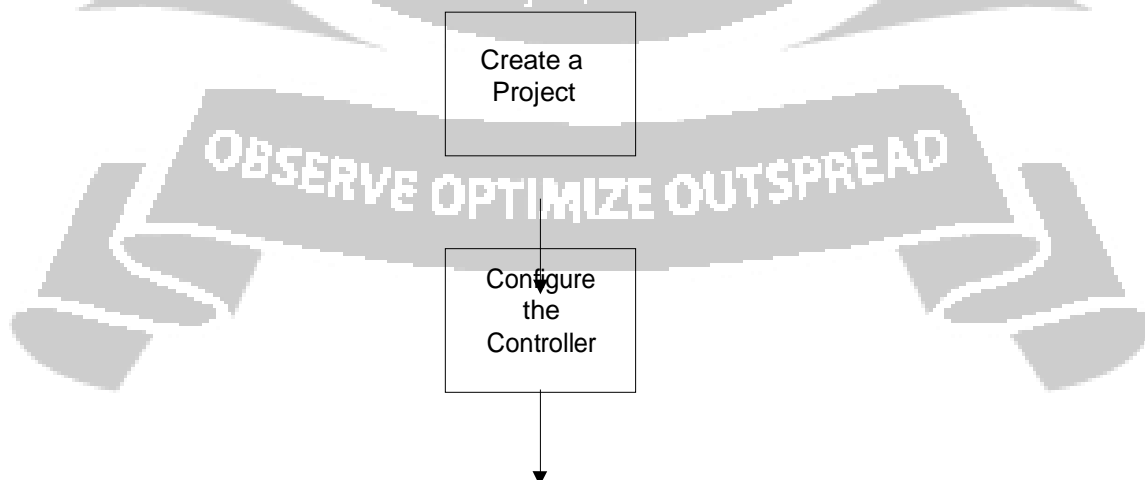 Create a
Project
OBSERVE OPTIMIZE OUTSPREAD
Configure
the
Controller